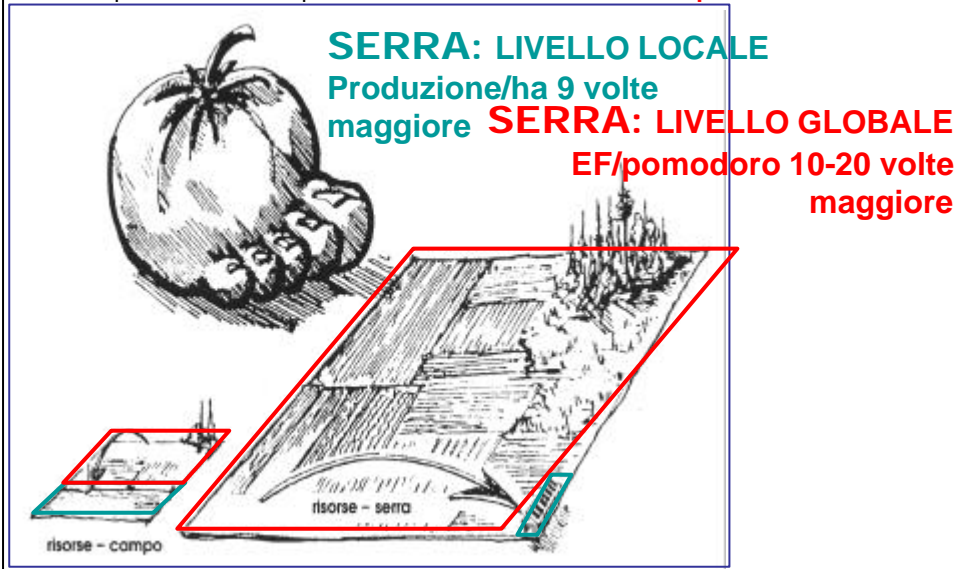 SERRA: LIVELLO LOCALE
Produzione/ha 9 volte
maggiore
SERRA: LIVELLO GLOBALE
EF/pomodoro 10-20 volte
maggiore
risorse – serra
risorse – campo